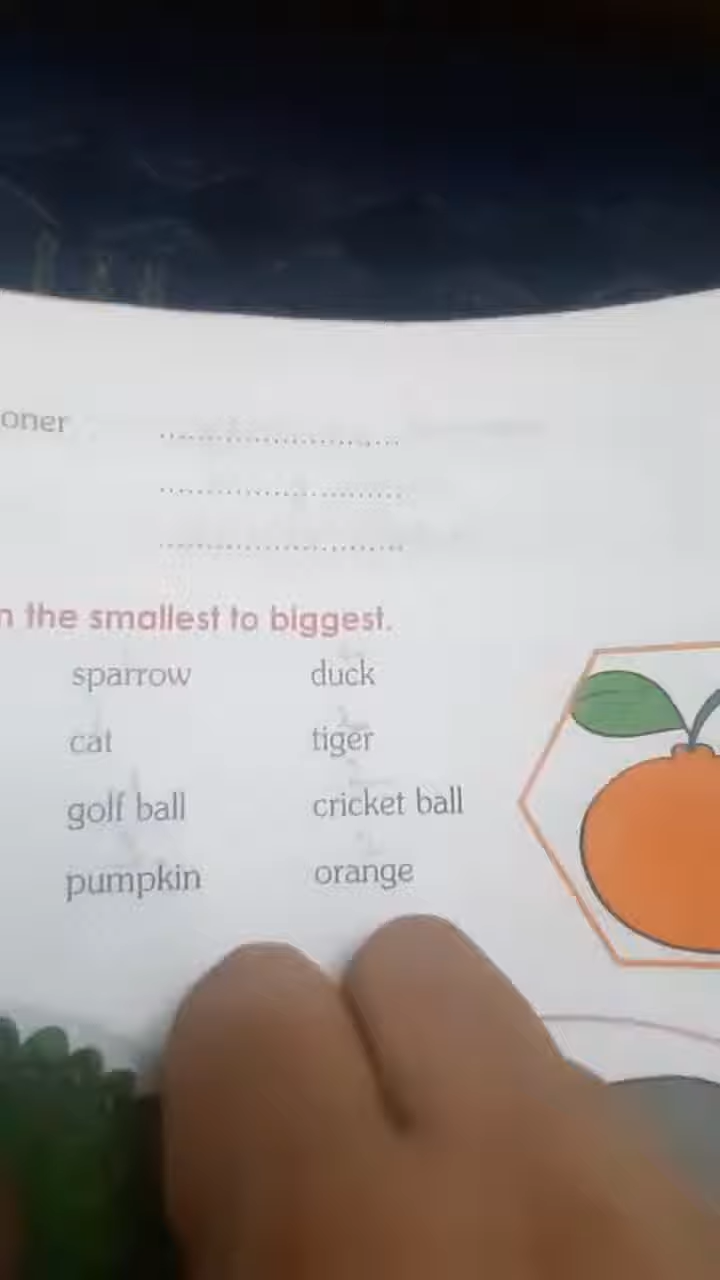 oner ..............................
..............................
..............................
n the smallest to biggest.
sparrow duck
cat tiger
golf ball cricket ball
pumpkin orange